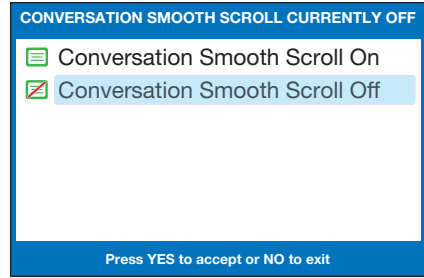 CONVERSATION SMOOTH SCROLL CURRENTLY OFF
Conversation Smooth Scroll On
Conversation Smooth Scroll Off
Press YES to accept or NO to exit